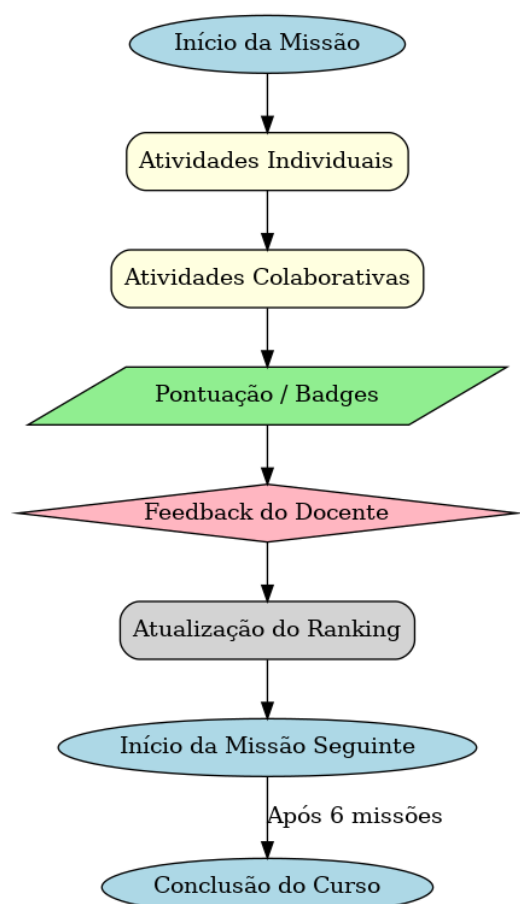 Início da Missão
Atividades Individuais
Atividades Colaborativas
Pontuação / Badges
Feedback do Docente
Atualização do Ranking
Início da Missão Seguinte
Após 6 missões
Conclusão do Curso